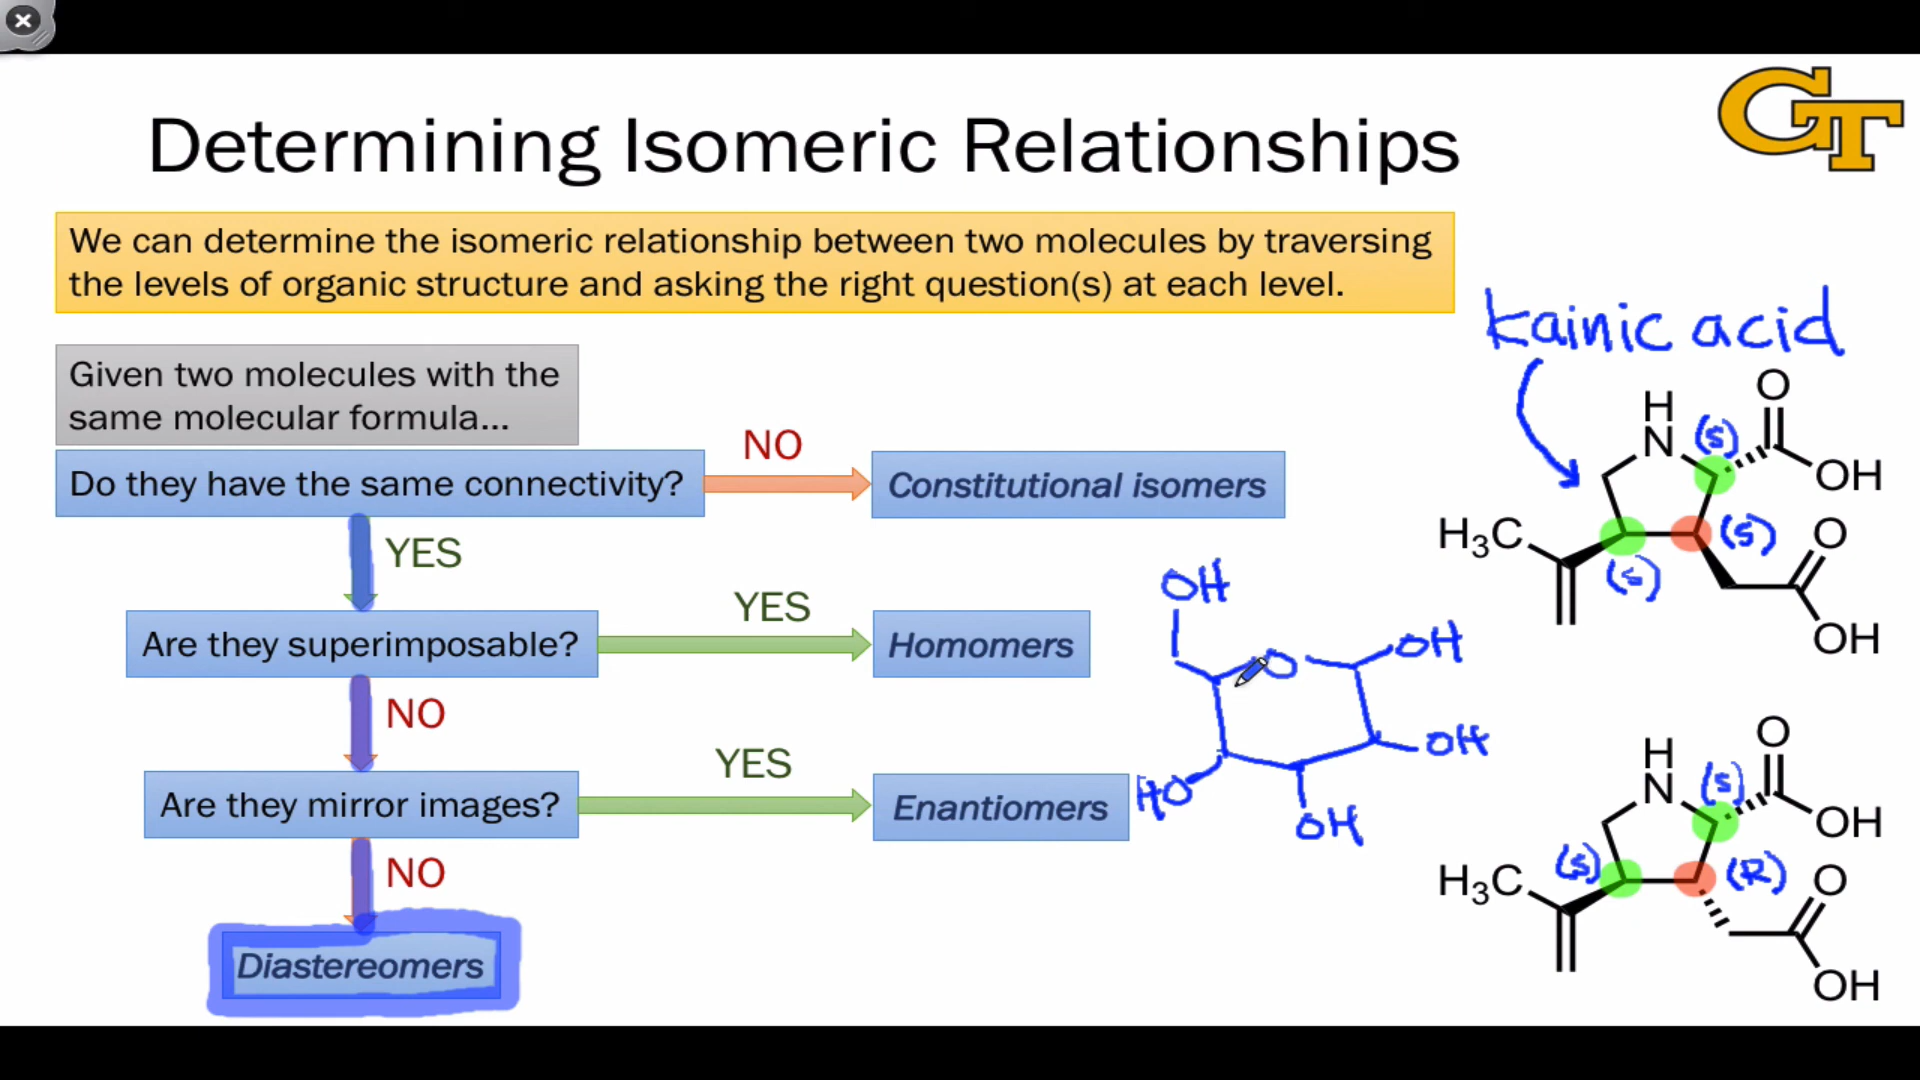 GT
Determining Isomeric Relationships
We can determine the isomeric relationship between two molecules by traversing
the levels of organic structure and asking the right question(s) at each level.
Given two molecules with the
same molecular formula...
Do they have the same connectivity?
NO
Constitutional isomers
YES
Are they superimposable?
YES
Homomers
NO
Are they mirror images?
YES
Enantiomers
NO
Diastereomers
OH
O
OH
OH
HO
OH
kainic acid
H
N
(S)
O
OH
H₃C
(S)
(S)
O
OH
H
N
(S)
O
OH
H₃C
(S)
(R)
O
OH